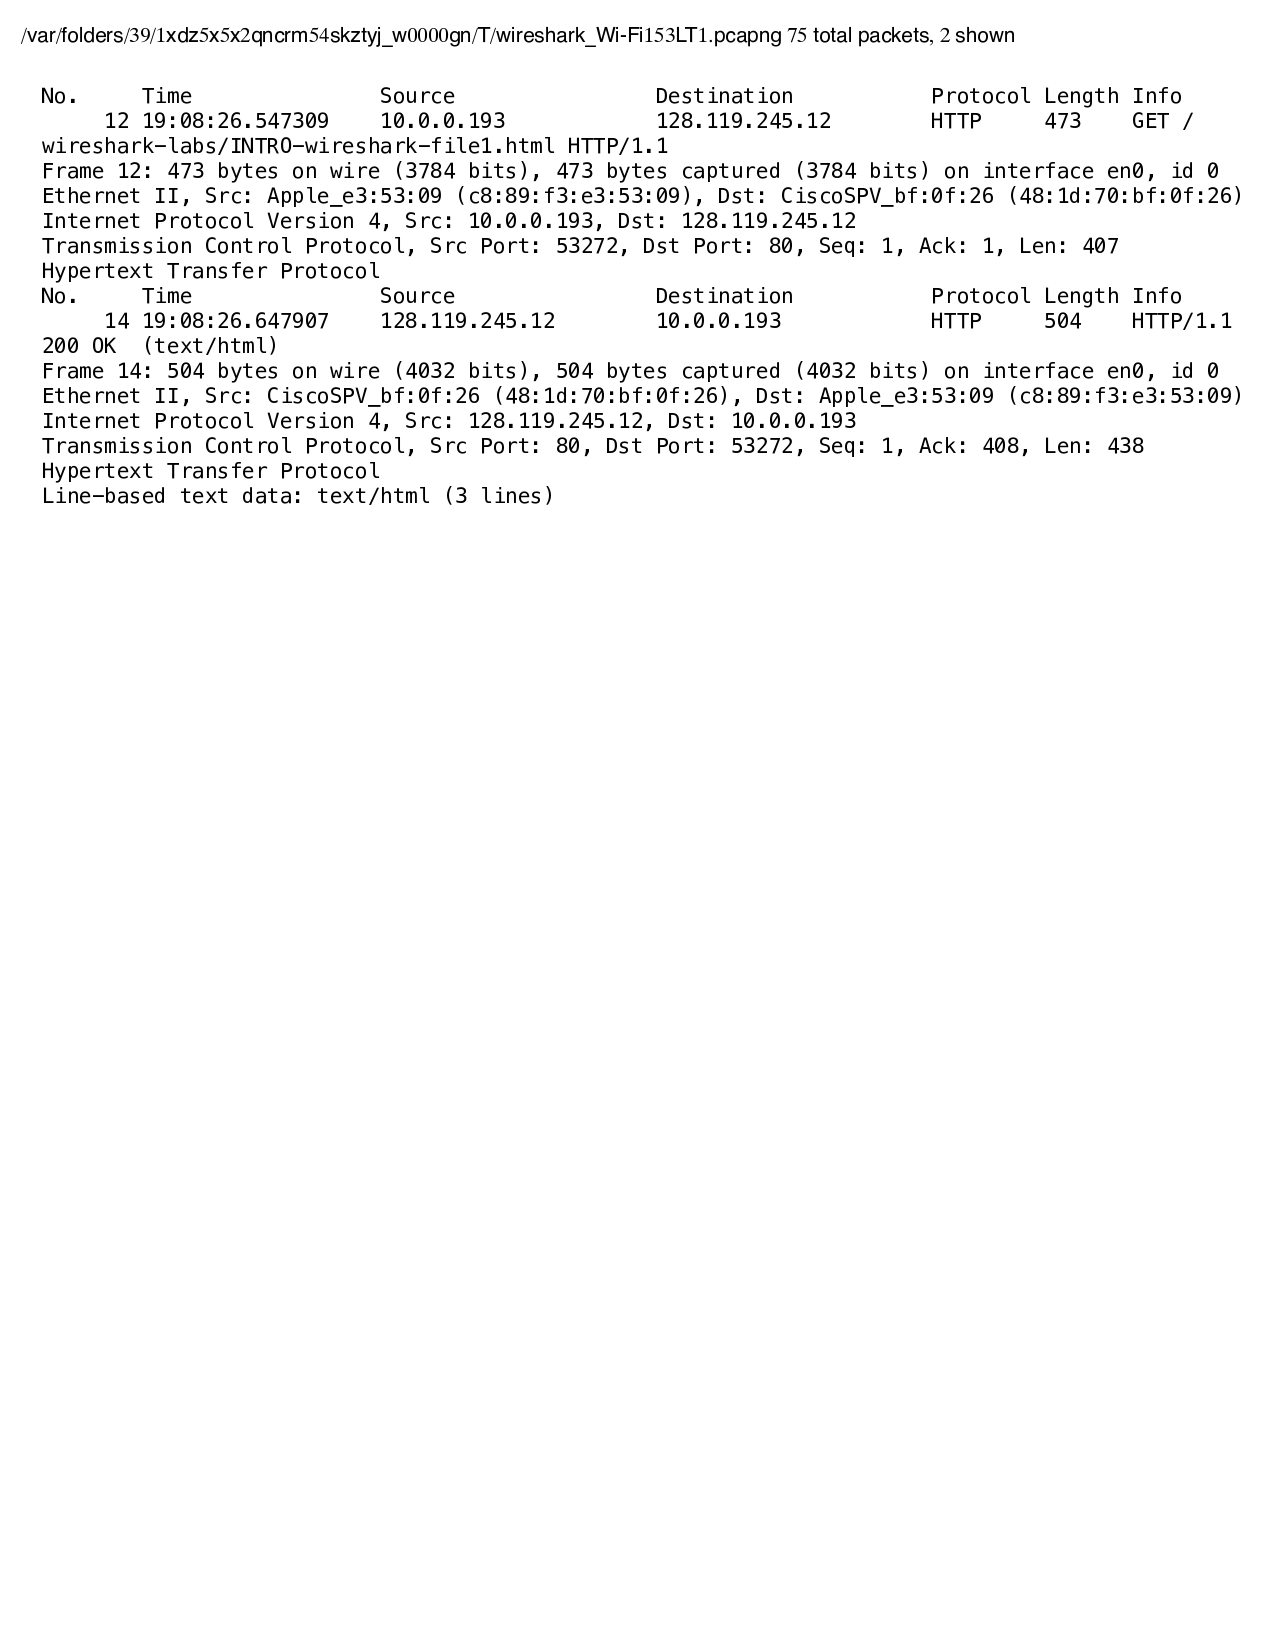 /var/folders/39/1xdz5x5x2qncrm54skztyj_w0000gn/T/wireshark_Wi-Fi153LT1.pcapng 75 total packets, 2 shown
No. Time Source Destination Protocol Length Info
12 19:08:26.547309 10.0.0.193 128.119.245.12 HTTP 473 GET /
wireshark-labs/INTRO-wireshark-file1.html HTTP/1.1
Frame 12: 473 bytes on wire (3784 bits), 473 bytes captured (3784 bits) on interface en0, id 0
Ethernet II, Src: Apple_e3:53:09 (c8:89:f3:e3:53:09), Dst: CiscoSPV_bf:0f:26 (48:1d:70:bf:0f:26)
Internet Protocol Version 4, Src: 10.0.0.193, Dst: 128.119.245.12
Transmission Control Protocol, Src Port: 53272, Dst Port: 80, Seq: 1, Ack: 1, Len: 407
Hypertext Transfer Protocol
No. Time Source Destination Protocol Length Info
14 19:08:26.647907 128.119.245.12 10.0.0.193 HTTP 504 HTTP/1.1
200 OK (text/html)
Frame 14: 504 bytes on wire (4032 bits), 504 bytes captured (4032 bits) on interface en0, id 0
Ethernet II, Src: CiscoSPV_bf:0f:26 (48:1d:70:bf:0f:26), Dst: Apple_e3:53:09 (c8:89:f3:e3:53:09)
Internet Protocol Version 4, Src: 128.119.245.12, Dst: 10.0.0.193
Transmission Control Protocol, Src Port: 80, Dst Port: 53272, Seq: 1, Ack: 408, Len: 438
Hypertext Transfer Protocol
Line-based text data: text/html (3 lines)